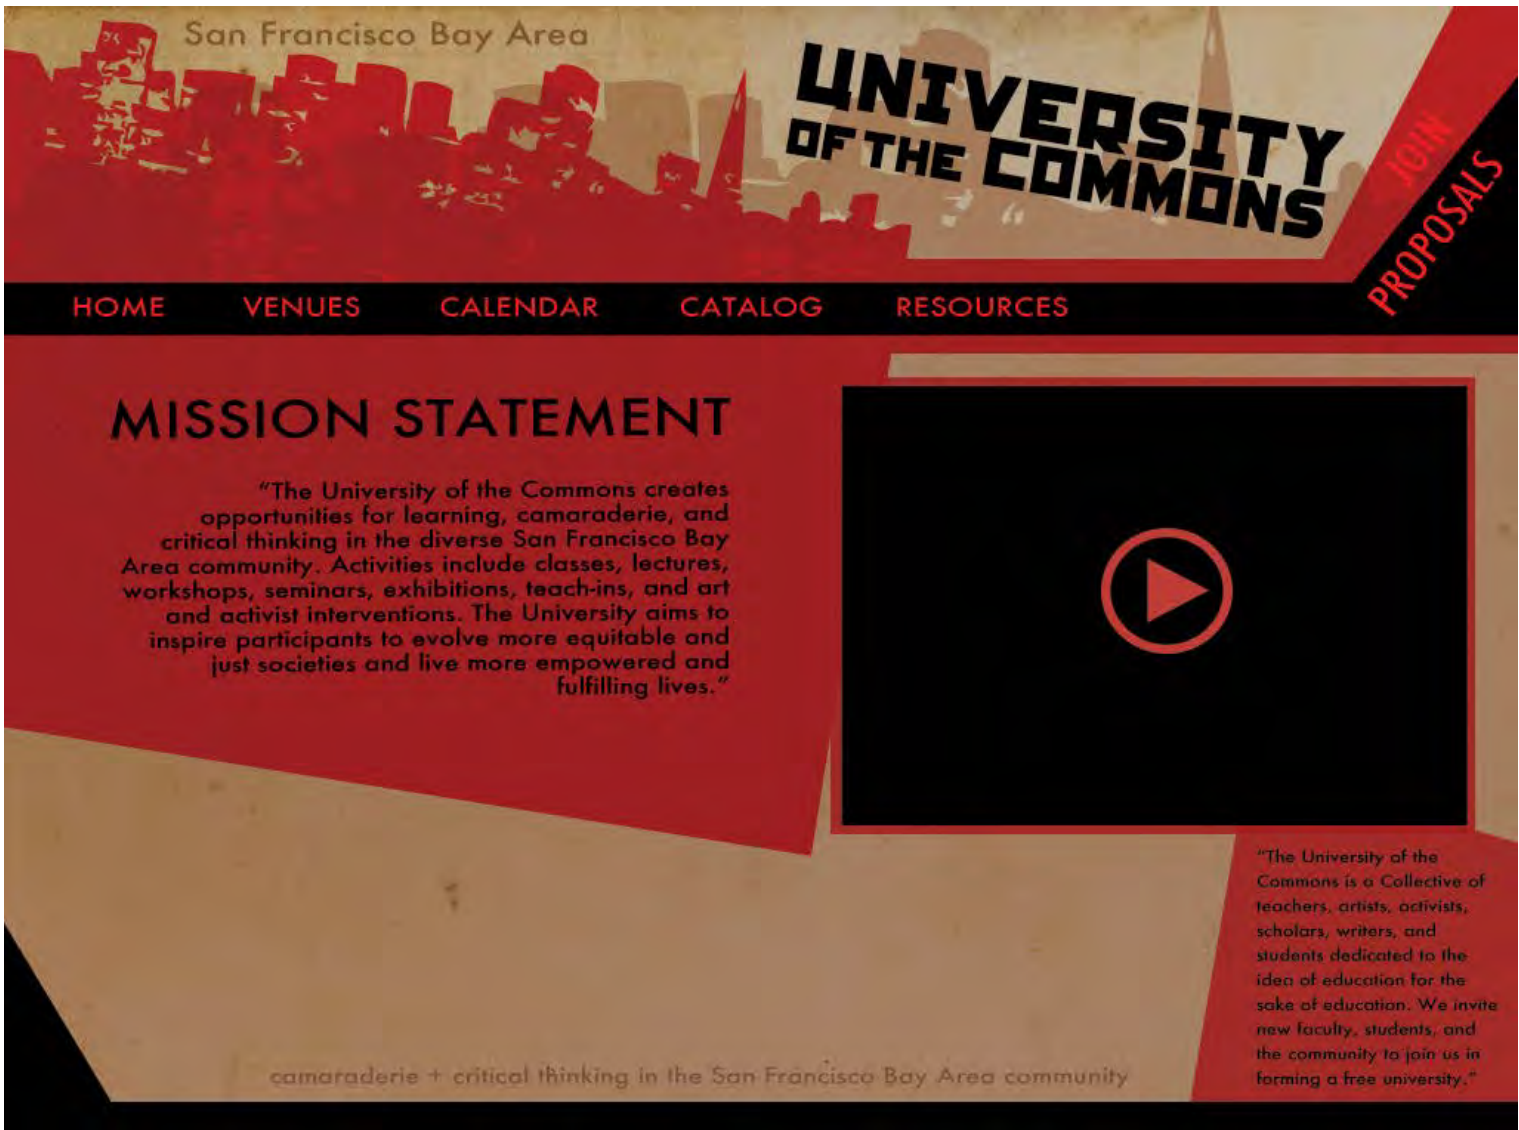 San Francisco Bay Area
UNIVERSITY
OF THE COMMONS
JOIN
PROPOSALS
HOME VENUES CALENDAR CATALOG RESOURCES
MISSION STATEMENT
"The University of the Commons creates
opportunities for learning, camaraderie, and
critical thinking in the diverse San Francisco Bay
Area community. Activities include classes, lectures,
workshops, seminars, exhibitions, teach-ins, and art
and activist interventions. The University aims to
inspire participants to evolve more equitable and
just societies and live more empowered and
fulfilling lives."
"The University of the
Commons is a Collective of
teachers, artists, activists,
scholars, writers, and
students dedicated to the
idea of education for the
sake of education. We invite
new faculty, students, and
the community to join us in
forming a free university."
camaraderie + critical thinking in the San Francisco Bay Area community